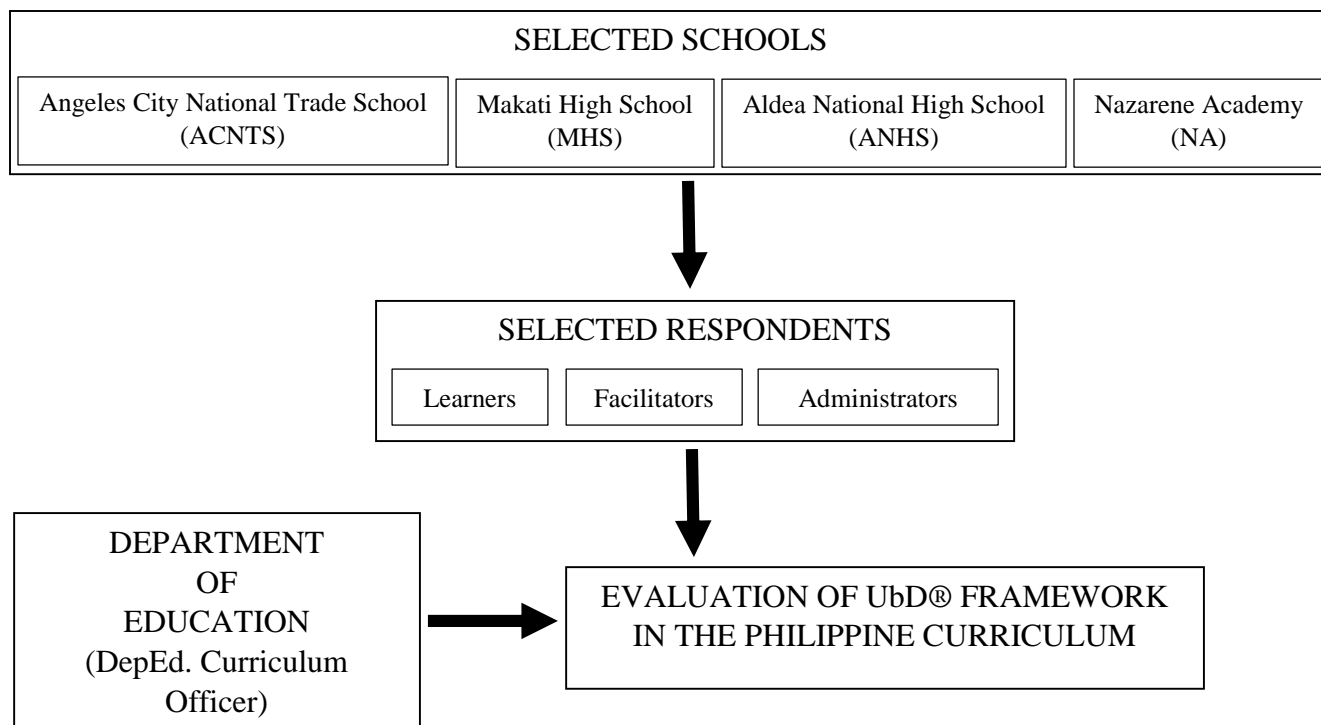 SELECTED SCHOOLS
Angeles City National Trade School
(ACNTS)
Makati High School
(MHS)
Aldea National High School
(ANHS)
Nazarene Academy
(NA)
SELECTED RESPONDENTS
Learners
Facilitators
Administrators
DEPARTMENT
OF
EDUCATION
(DepEd. Curriculum
Officer)
EVALUATION OF UbD® FRAMEWORK
IN THE PHILIPPINE CURRICULUM